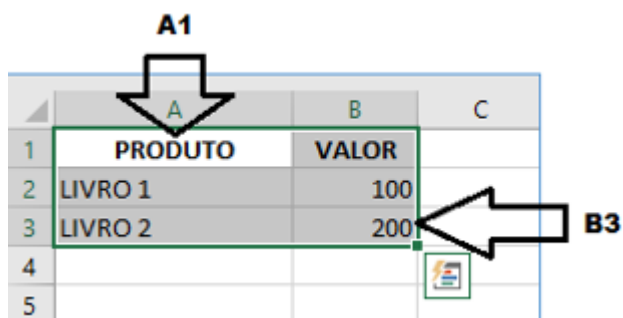 A1
A B C
1 PRODUTO VALOR
2 LIVRO 1 100
3 LIVRO 2 200 B3
4
5